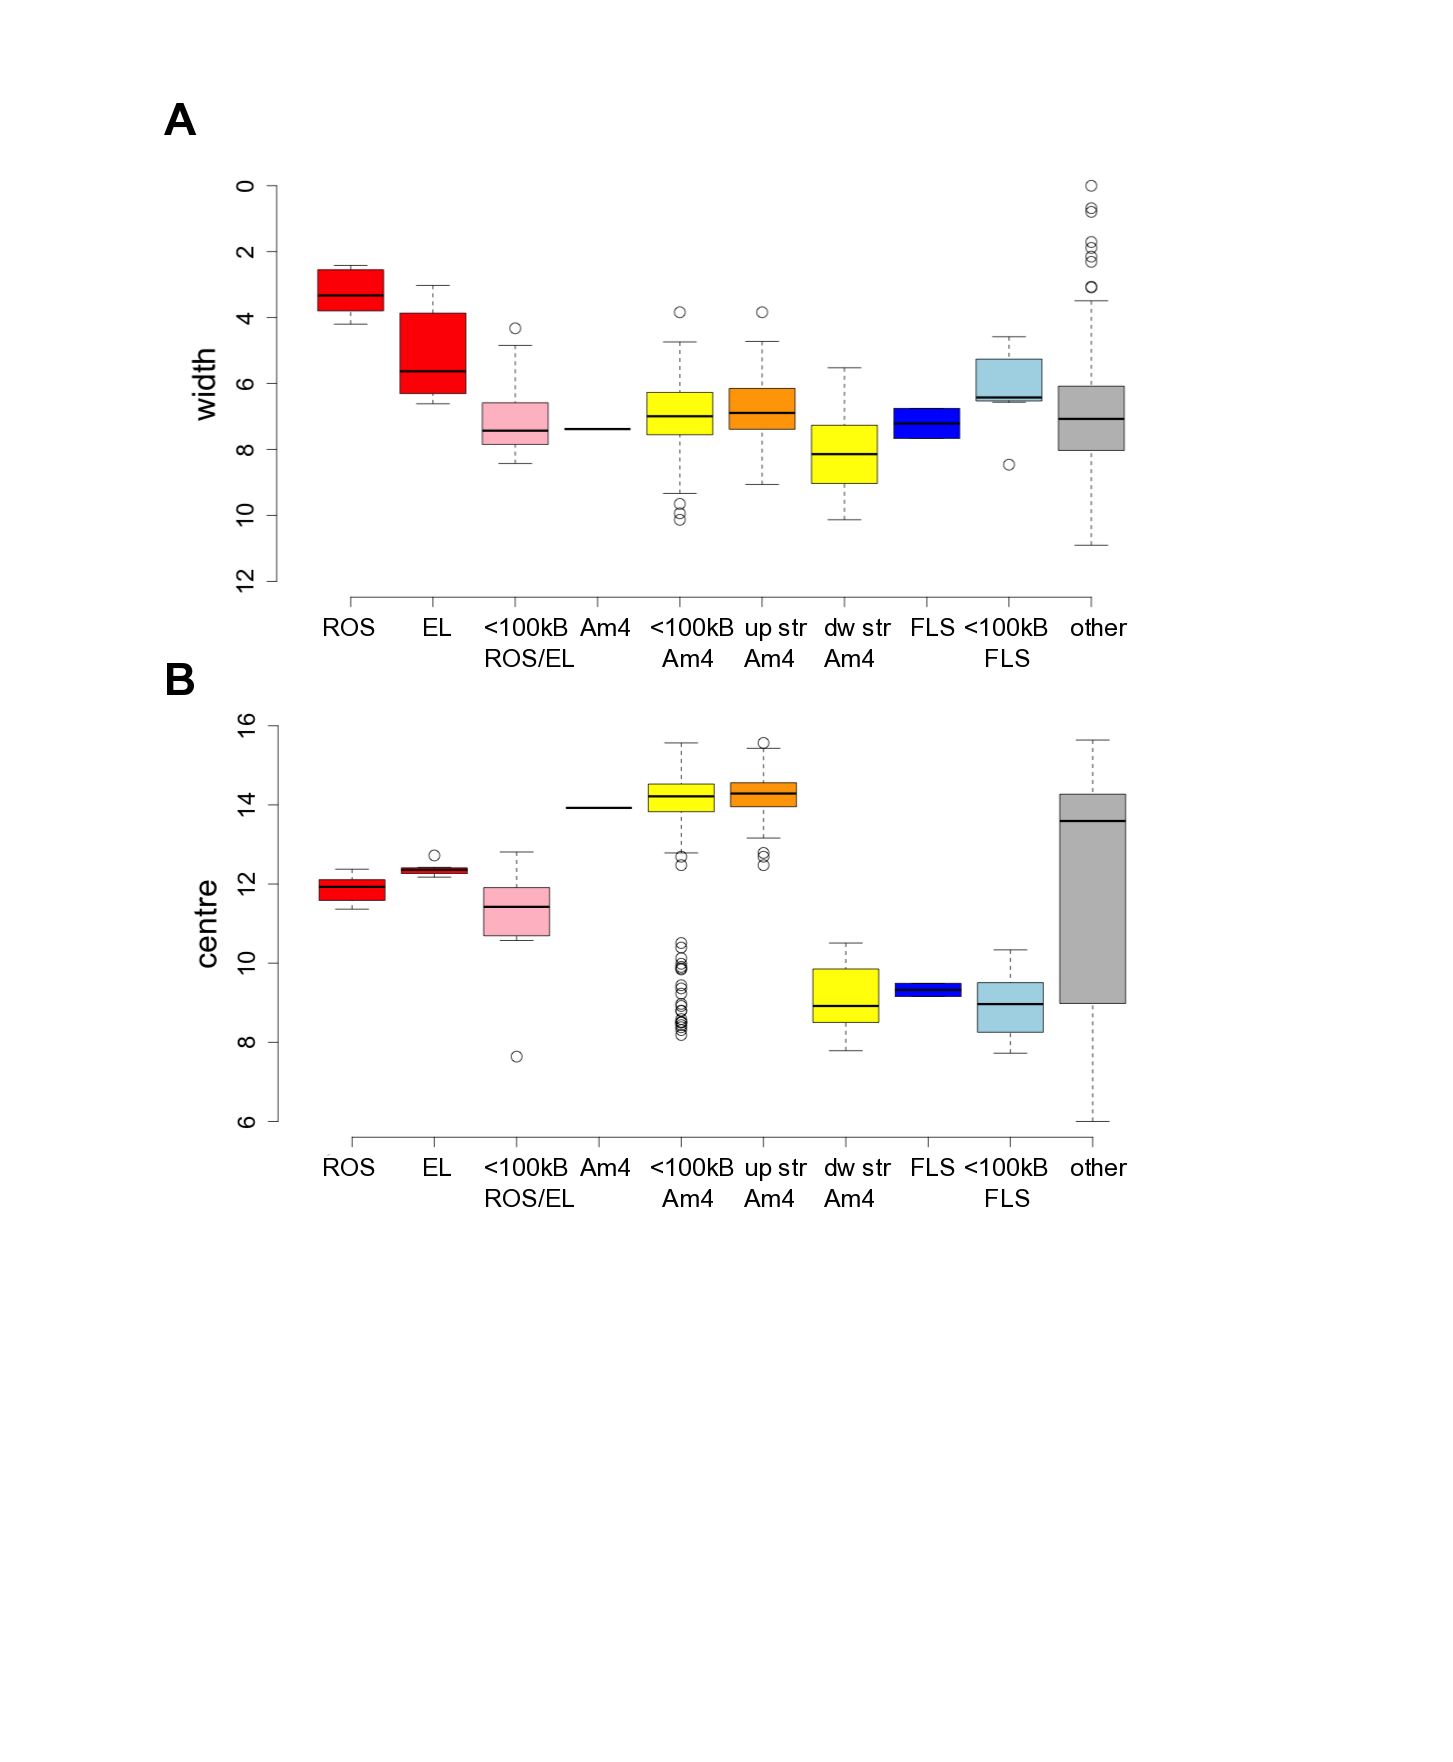 A
0
2
4
6
8
10
12
width
ROS EL <100kB Am4 <100kB up str dw str FLS <100kB other
ROS/EL Am4 Am4 Am4 FLS
B
16
14
12
10
8
6
centre
ROS EL <100kB Am4 <100kB up str dw str FLS <100kB other
ROS/EL Am4 Am4 Am4 FLS